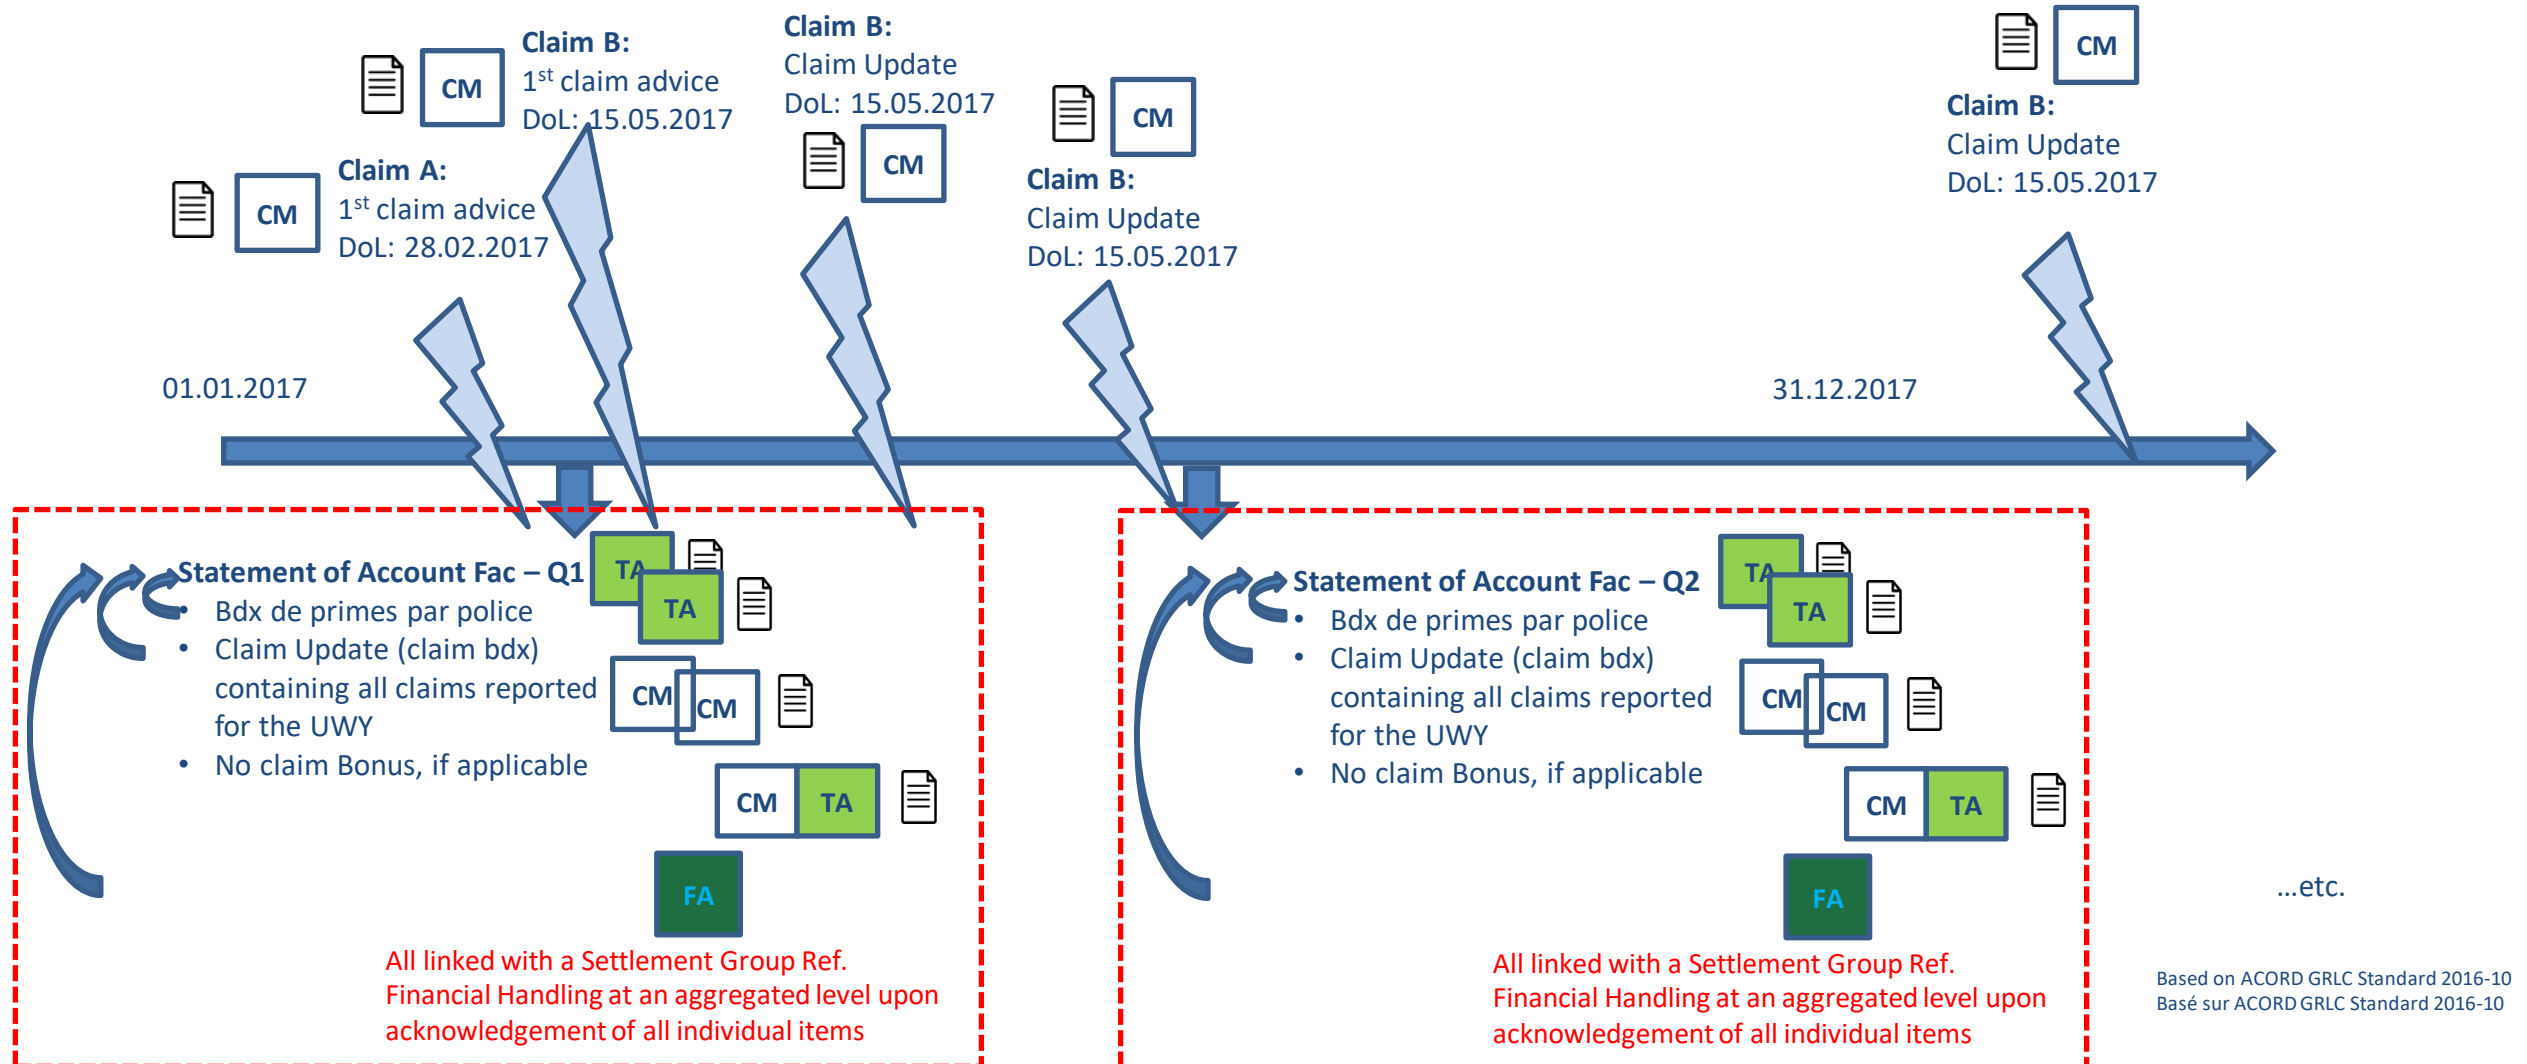 CM
Claim B:
1st claim advice
DoL: 15.05.2017
Claim B:
Claim Update
DoL: 15.05.2017
CM
CM
Claim B:
Claim Update
DoL: 15.05.2017
CM
Claim B:
Claim Update
DoL: 15.05.2017
CM
Claim A:
1st claim advice
DoL: 28.02.2017
01.01.2017
31.12.2017
Statement of Account Fac – Q1
• Bdx de primes par police
• Claim Update (claim bdx)
containing all claims reported
for the UWY
• No claim Bonus, if applicable
TA
TA
CM
CM
CM
TA
FA
All linked with a Settlement Group Ref.
Financial Handling at an aggregated level upon
acknowledgement of all individual items
Statement of Account Fac – Q2
• Bdx de primes par police
• Claim Update (claim bdx)
containing all claims reported
for the UWY
• No claim Bonus, if applicable
TA
TA
CM
CM
CM
TA
FA
All linked with a Settlement Group Ref.
Financial Handling at an aggregated level upon
acknowledgement of all individual items
...etc.
Based on ACORD GRLC Standard 2016-10
Basé sur ACORD GRLC Standard 2016-10